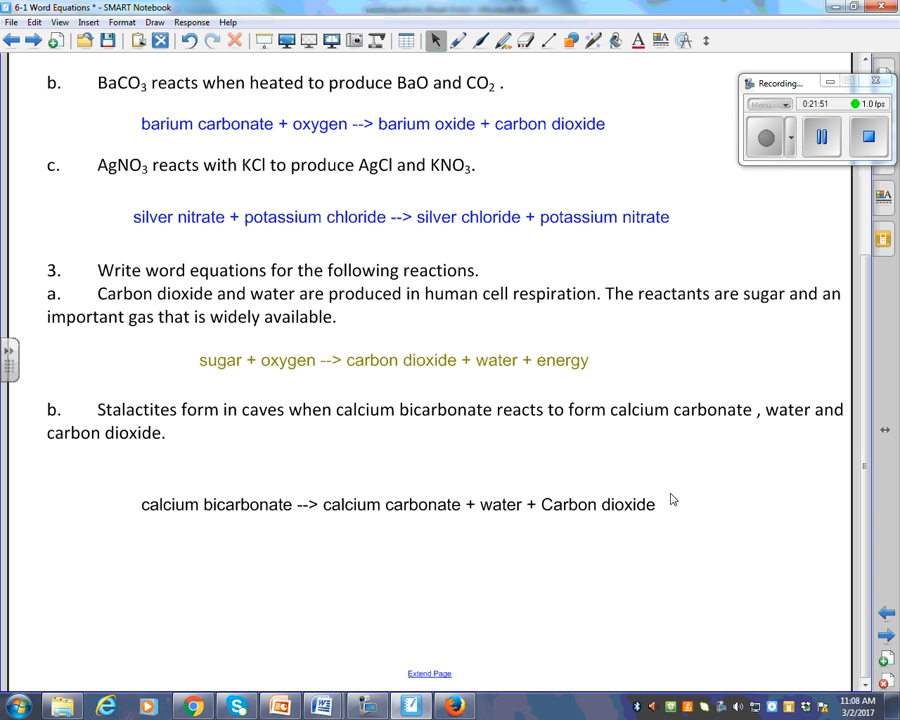 6-1 Word Equations * - SMART Notebook
File Edit View Insert Format Draw Response Help
Recording...
Menu 0:21:51 1.0 fps
b. BaCO₃ reacts when heated to produce BaO and CO₂ .
barium carbonate + oxygen --> barium oxide + carbon dioxide
c. AgNO₃ reacts with KCl to produce AgCl and KNO₃.
silver nitrate + potassium chloride --> silver chloride + potassium nitrate
3. Write word equations for the following reactions.
a. Carbon dioxide and water are produced in human cell respiration. The reactants are sugar and an
important gas that is widely available.
sugar + oxygen --> carbon dioxide + water + energy
b. Stalactites form in caves when calcium bicarbonate reacts to form calcium carbonate , water and
carbon dioxide.
calcium bicarbonate --> calcium carbonate + water + Carbon dioxide
Extend Page
11:08 AM
3/2/2017